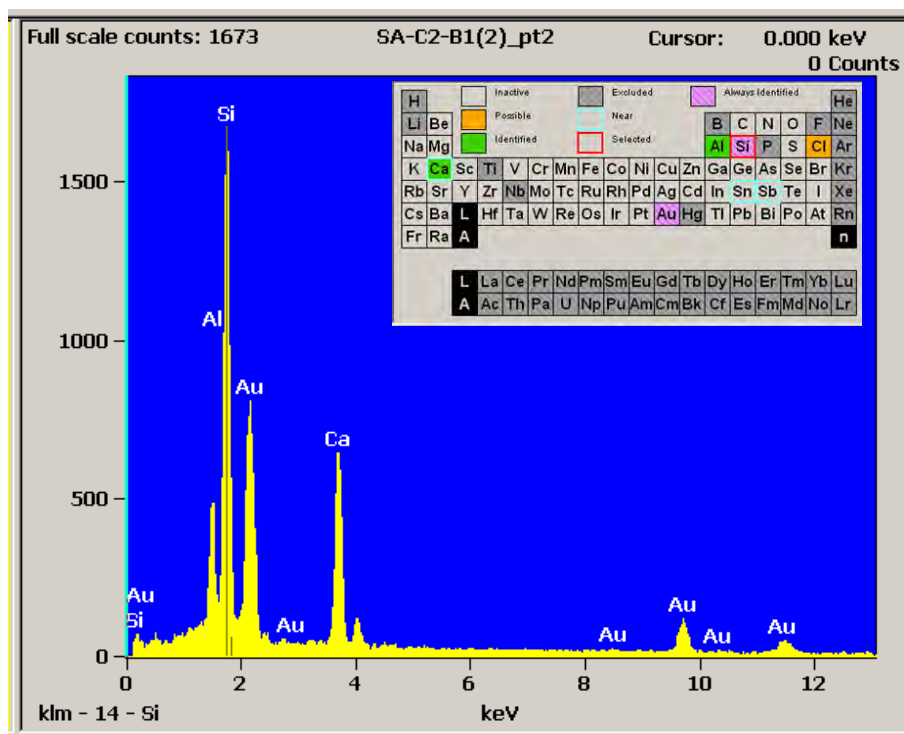 Full scale counts: 1673 SA-C2-B1(2)_pt2 Cursor: 0.000 keV
0 Counts
H Inactive Excluded Always Identified He
Li Be Possible Near B C N O F Ne
Na Mg Identified Selected Al Si P S Cl Ar
K Ca Sc Ti V Cr Mn Fe Co Ni Cu Zn Ga Ge As Se Br Kr
Rb Sr Y Zr Nb Mo Tc Ru Rh Pd Ag Cd In Sn Sb Te I Xe
Cs Ba L Hf Ta W Re Os Ir Pt Au Hg Tl Pb Bi Po At Rn
Fr Ra A n
L La Ce Pr Nd Pm Sm Eu Gd Tb Dy Ho Er Tm Yb Lu
A Ac Th Pa U Np Pu Am Cm Bk Cf Es Fm Md No Lr
Si
1500
Al
1000
Au
Ca
500
Au
Si
Au
Au
Au
Au
Au
0
0 2 4 6 8 10 12
klm - 14 - Si keV